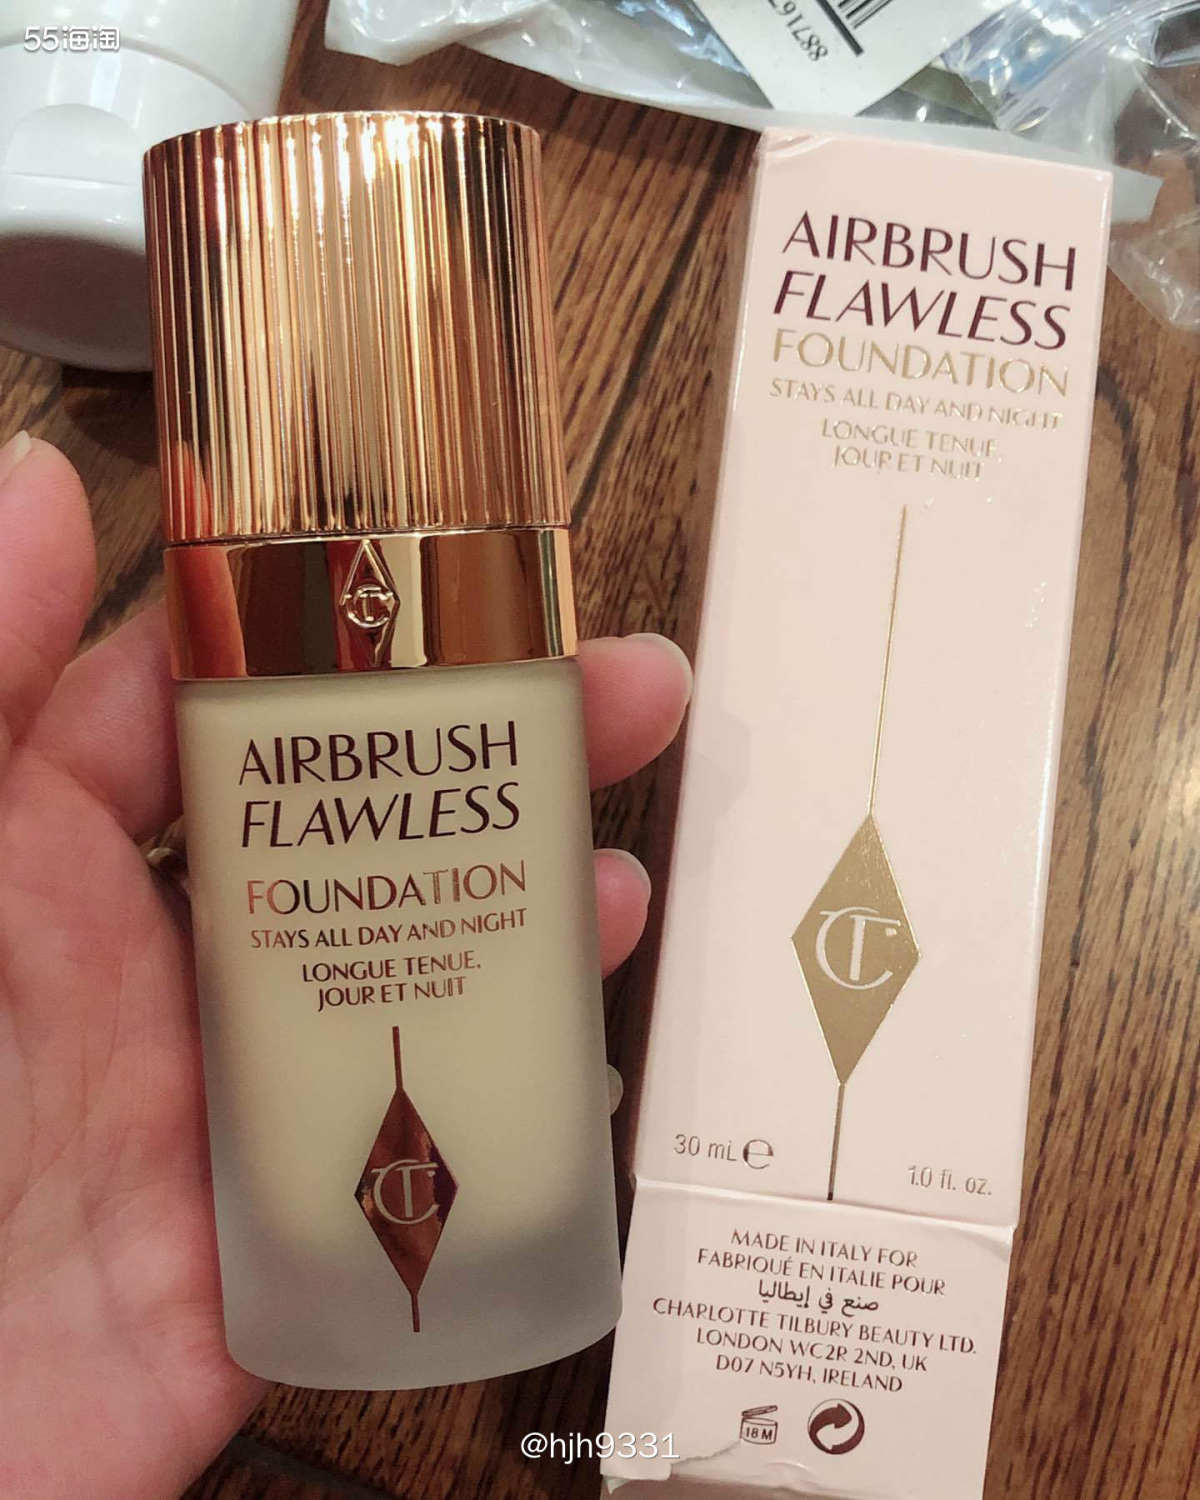 55海淘
88716
AIRBRUSH
FLAWLESS
FOUNDATION
STAYS ALL DAY AND NIGHT
LONGUE TENUE,
JOUR ET NUIT
CT
30 mL e
1.0 fl. oz.
MADE IN ITALY FOR
FABRIQUÉ EN ITALIE POUR
صنع في إيطاليا
CHARLOTTE TILBURY BEAUTY LTD.
LONDON WC2R 2ND, UK
D07 N5YH, IRELAND
18 M
CT
AIRBRUSH
FLAWLESS
FOUNDATION
STAYS ALL DAY AND NIGHT
LONGUE TENUE,
JOUR ET NUIT
CT
@hjh9331